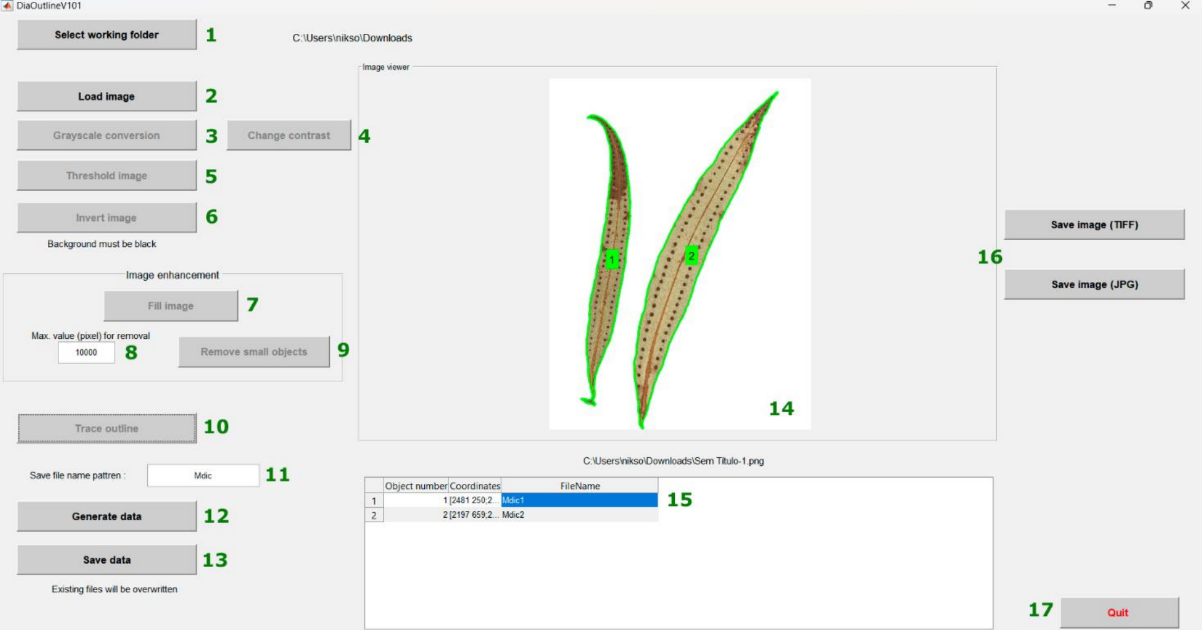 DiaOutlineV101
Select working folder 1
C:\Users\nikso\Downloads
Image viewer
Load image 2
Grayscale conversion 3 Change contrast 4
Threshold image 5
Invert image 6
Background must be black
Image enhancement
Fill image 7
Max. value (pixel) for removal
10000 8 Remove small objects 9
1
2
14
Save image (TIFF)
16
Save image (JPG)
Trace outline 10
Save file name pattren : Mdic 11
Generate data 12
Save data 13
Existing files will be overwritten
C:\Users\nikso\Downloads\Sem Título-1.png
Object number Coordinates FileName
1 1 [2481 250;2... Mdic1 15
2 2 [2197 659;2... Mdic2
17 Quit